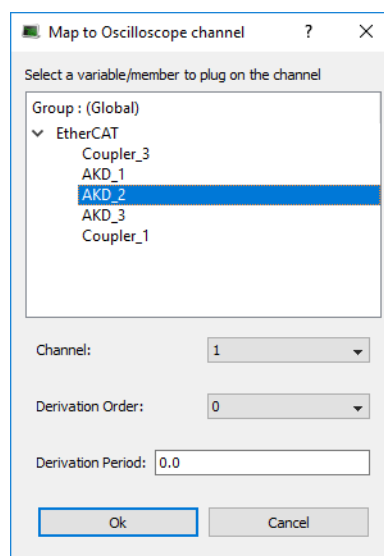 Map to Oscilloscope channel ?
Select a variable/member to plug on the channel
Group : (Global)
EtherCAT
Coupler_3
AKD_1
AKD_2
AKD_3
Coupler_1
Channel: 1
Derivation Order: 0
Derivation Period: 0.0
Ok Cancel